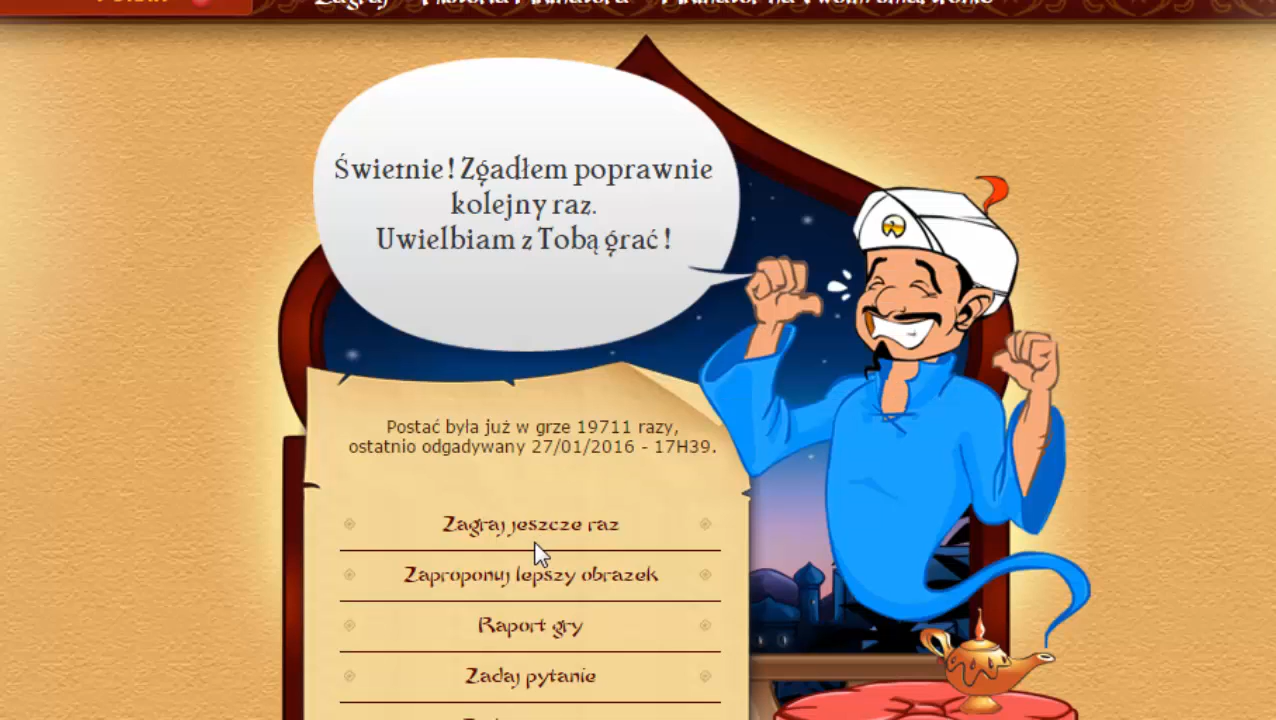 Świetnie ! Zgadłem poprawnie
kolejny raz.
Uwielbiam z Tobą grać !
Postać była już w grze 19711 razy,
ostatnio odgadywany 27/01/2016 - 17H39.
Zagraj jeszcze raz
Zaproponuj lepszy obrazek
Raport gry
Zadaj pytanie